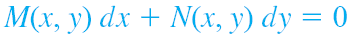 M(x, y) dx + N(x, y) dy = 0